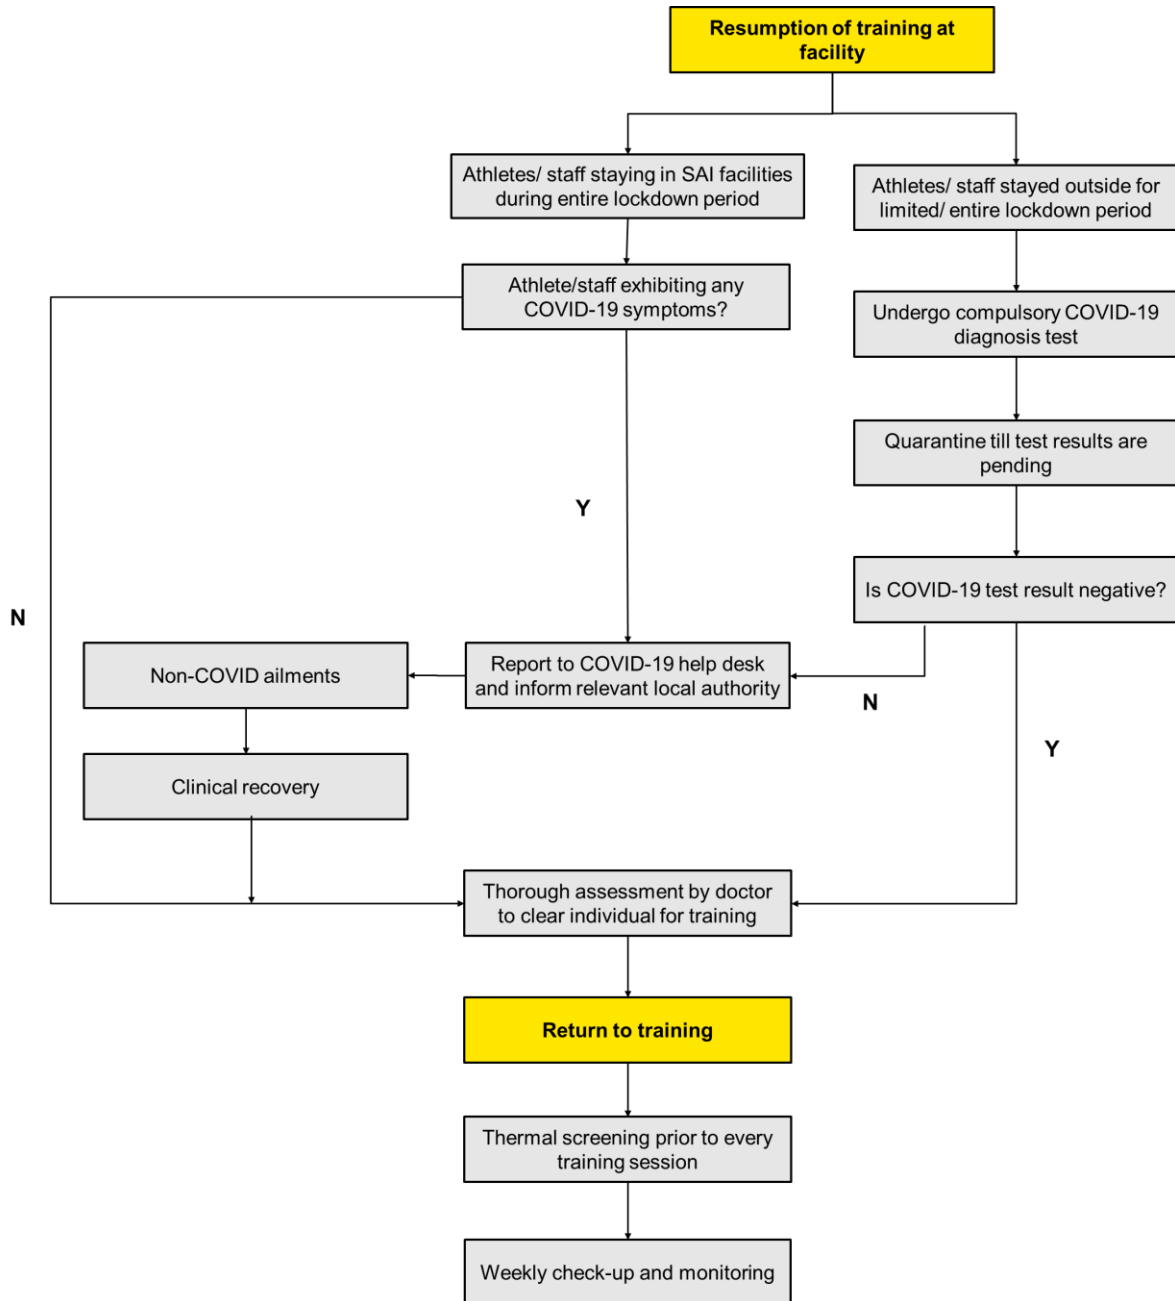 Resumption of training at
facility
Athletes/ staff staying in SAI facilities
during entire lockdown period
Athletes/ staff stayed outside for
limited/ entire lockdown period
Athlete/staff exhibiting any
COVID-19 symptoms?
Undergo compulsory COVID-19
diagnosis test
Quarantine till test results are
pending
Y
Is COVID-19 test result negative?
N
Non-COVID ailments
Report to COVID-19 help desk
and inform relevant local authority
N
Y
Clinical recovery
Thorough assessment by doctor
to clear individual for training
Return to training
Thermal screening prior to every
training session
Weekly check-up and monitoring